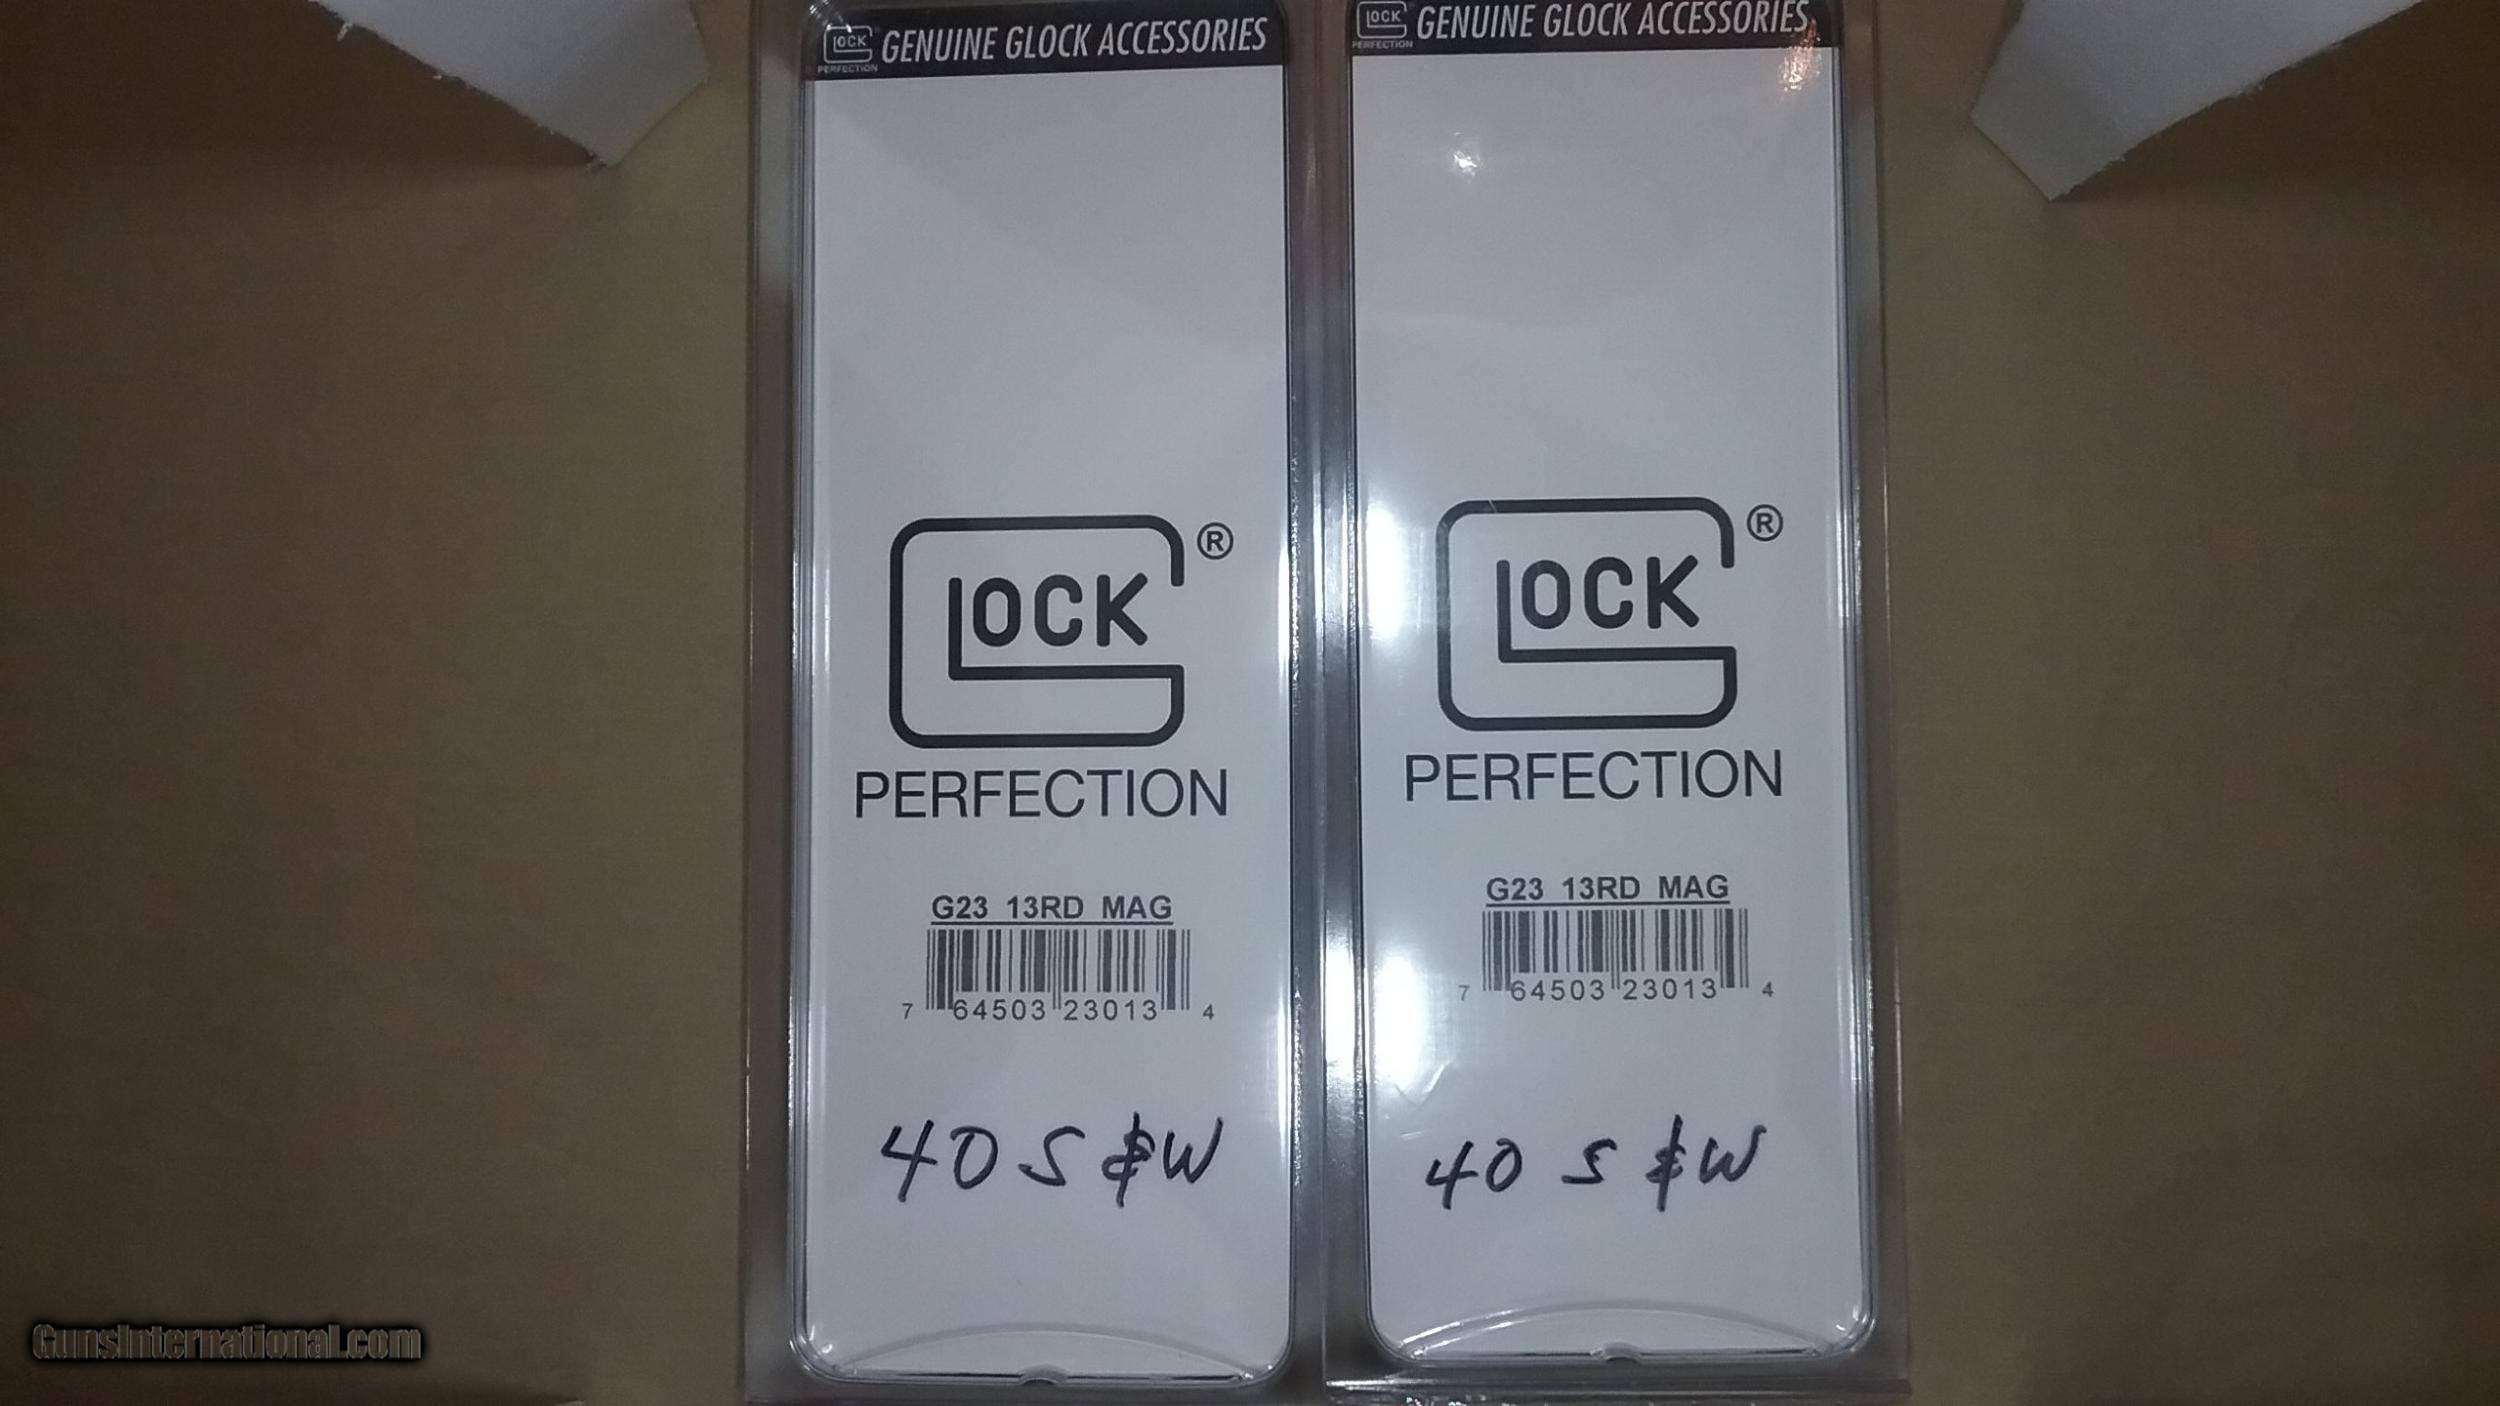 GLOCK PERFECTION GENUINE GLOCK ACCESSORIES
GLOCK ®
PERFECTION
G23 13RD MAG
7 64503 23013 4
40 S & W
GLOCK PERFECTION GENUINE GLOCK ACCESSORIES
GLOCK ®
PERFECTION
G23 13RD MAG
7 64503 23013 4
40 S & W
GunsInternational.com